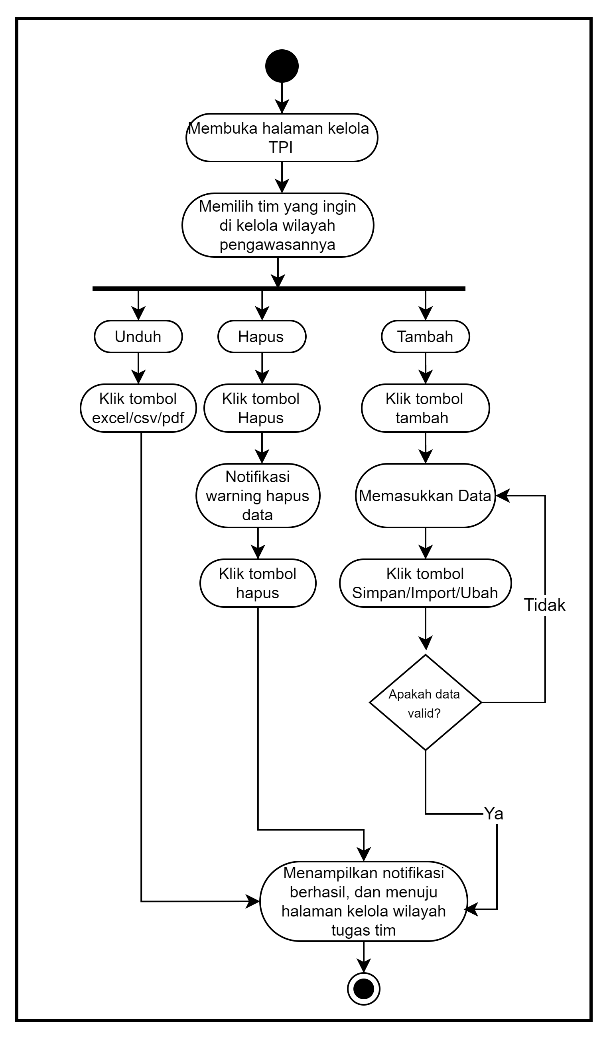 Membuka halaman kelola
TPI
Memilih tim yang ingin
di kelola wilayah
pengawasannya
Unduh
Hapus
Tambah
Klik tombol
excel/csv/pdf
Klik tombol
Hapus
Klik tombol
tambah
Notifikasi
warning hapus
data
Memasukkan Data
Klik tombol
hapus
Klik tombol
Simpan/Import/Ubah
Tidak
Apakah data
valid?
Ya
Menampilkan notifikasi
berhasil, dan menuju
halaman kelola wilayah
tugas tim